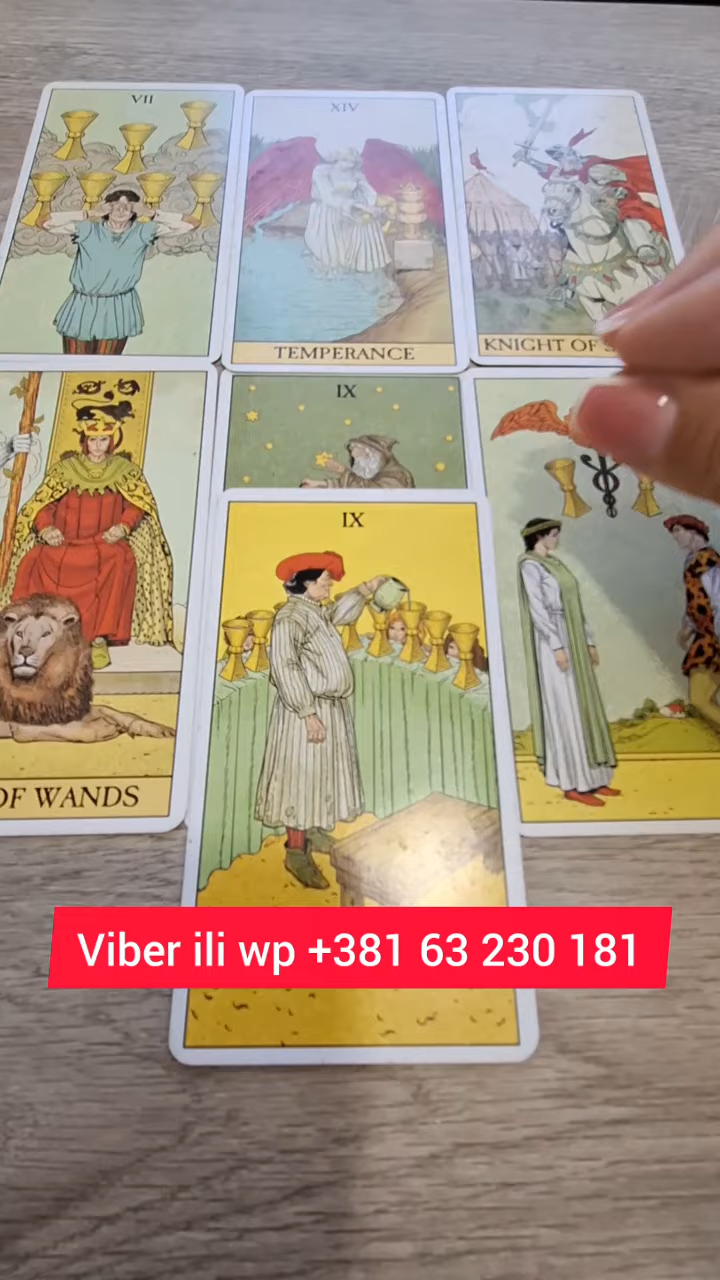 VII
XIV
TEMPERANCE
KNIGHT OF S
IX
OF WANDS
IX
Viber ili wp +381 63 230 181